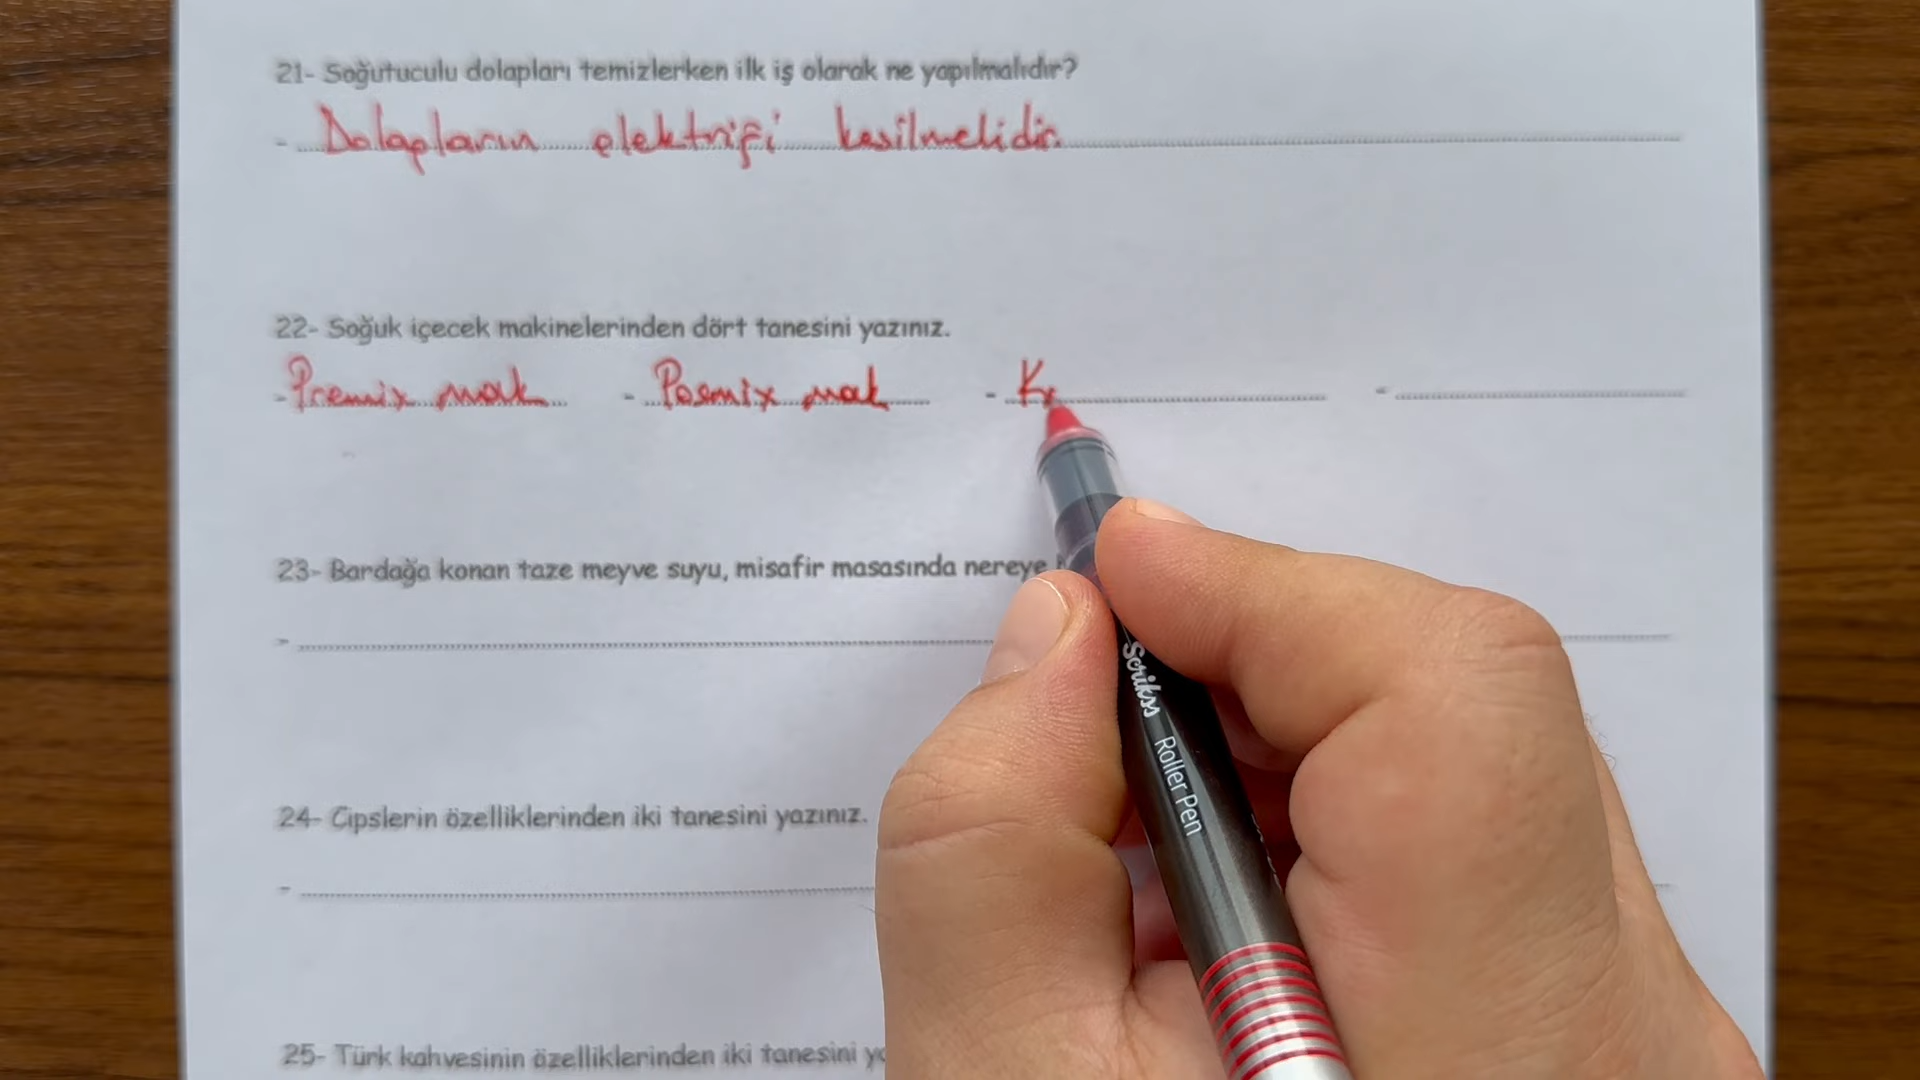 21- Soğutuculu dolapları temizlerken ilk iş olarak ne yapılmalıdır?
- Dolapların elektriği kesilmelidir.
22- Soğuk içecek makinelerinden dört tanesini yazınız.
- Premix mak - Posmix mak - K
23- Bardağa konan taze meyve suyu, misafir masasında nereye
24- Cipslerin özelliklerinden iki tanesini yazınız.
25- Türk kahvesinin özelliklerinden iki tanesini
Scrikss Roller Pen